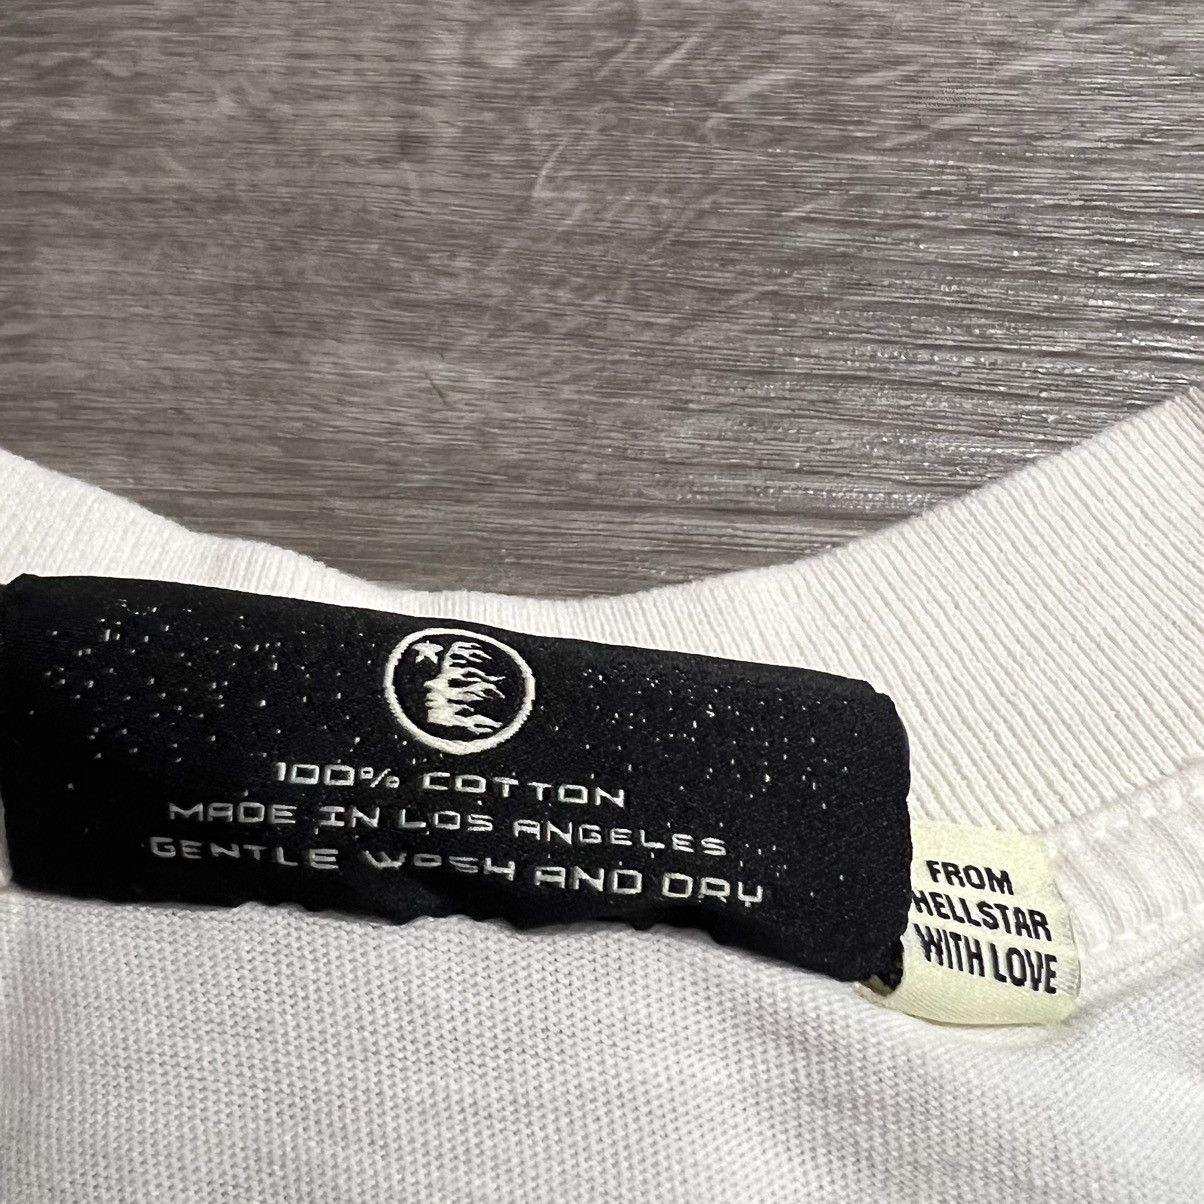 100% COTTON
MADE IN LOS ANGELES
GENTLE WASH AND DRY
FROM
HELLSTAR
WITH LOVE